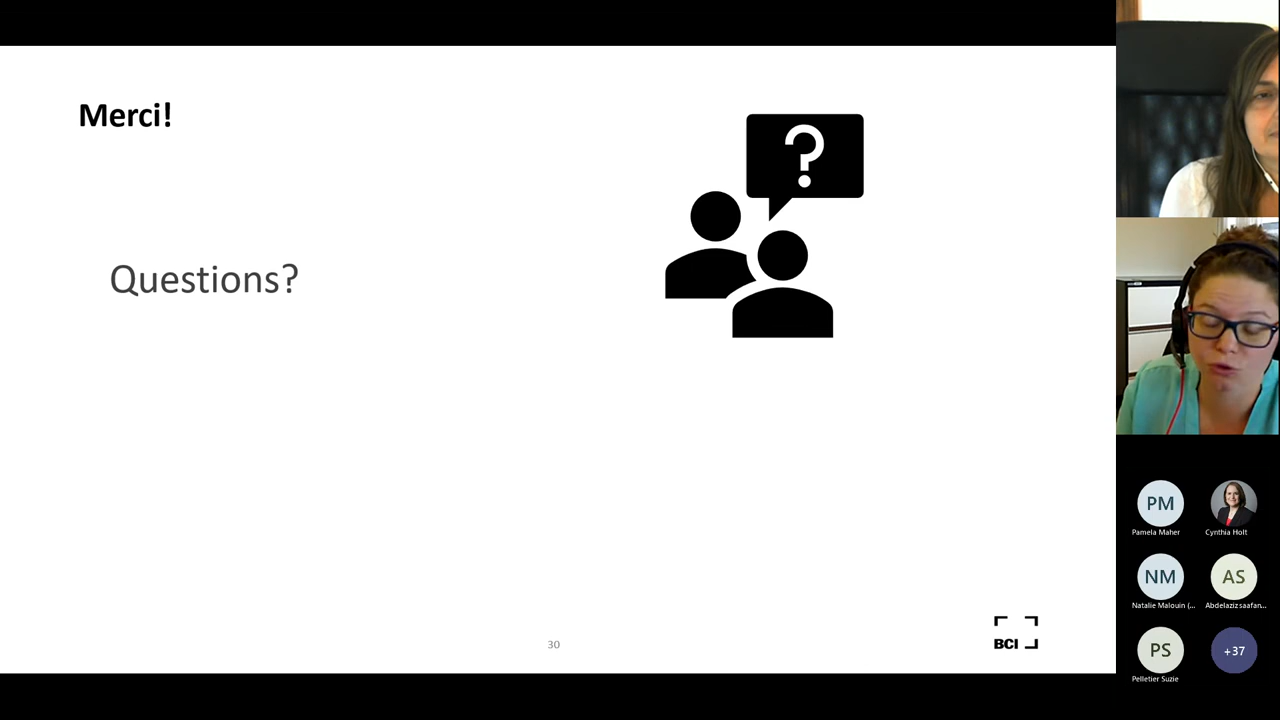 Merci!
?
Questions?
30
BCI
PM
Pamela Maher
Cynthia Holt
NM
Natalie Malouin (...
AS
Abdelaziz saafan...
PS
Pelletier Suzie
+37